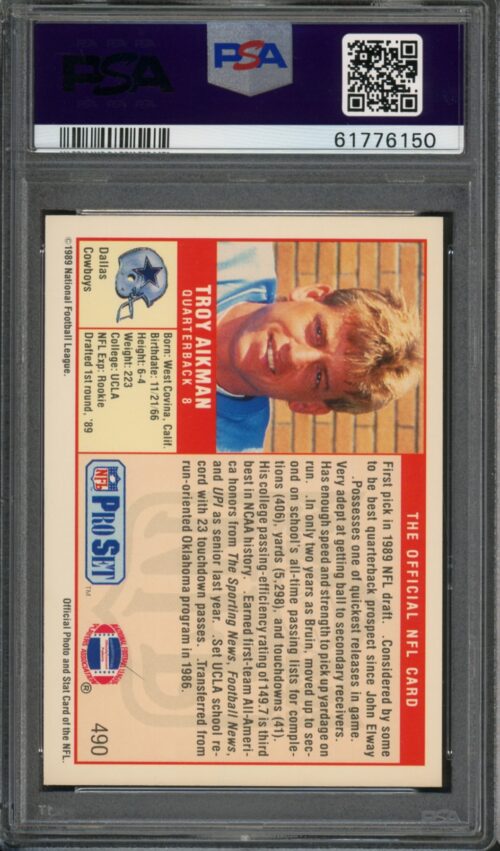 PSA
PSA
61776150
THE OFFICIAL NFL CARD
TROY AIKMAN
QUARTERBACK 8
Dallas
Cowboys
Born: West Covina, Calif.
Birthdate: 11/21/66
Height: 6-4
Weight: 223
College: UCLA
NFL Exp: Rookie
Drafted 1st round, '89
© 1989 National Football League.
First pick in 1989 NFL draft. . .Considered by some
to be best quarterback prospect since John Elway
. . .Possesses one of quickest releases in game.
Very adept at getting ball to secondary receivers.
Has enough speed and strength to pick up yardage on
run. . .In only two years as Bruin, moved up to sec-
ond on school's all-time passing lists for comple-
tions (406), yards (5,298), and touchdowns (41).
His college passing-efficiency rating of 149.7 is third
best in NCAA history. . .Earned first-team All-Ameri-
ca honors from The Sporting News, Football News,
and UPI as senior last year. . .Set UCLA school re-
cord with 23 touchdown passes. . .Transferred from
run-oriented Oklahoma program in 1986.
NFL
PRO SET
TM
®
490
Official Photo and Stat Card of the NFL.
PSA